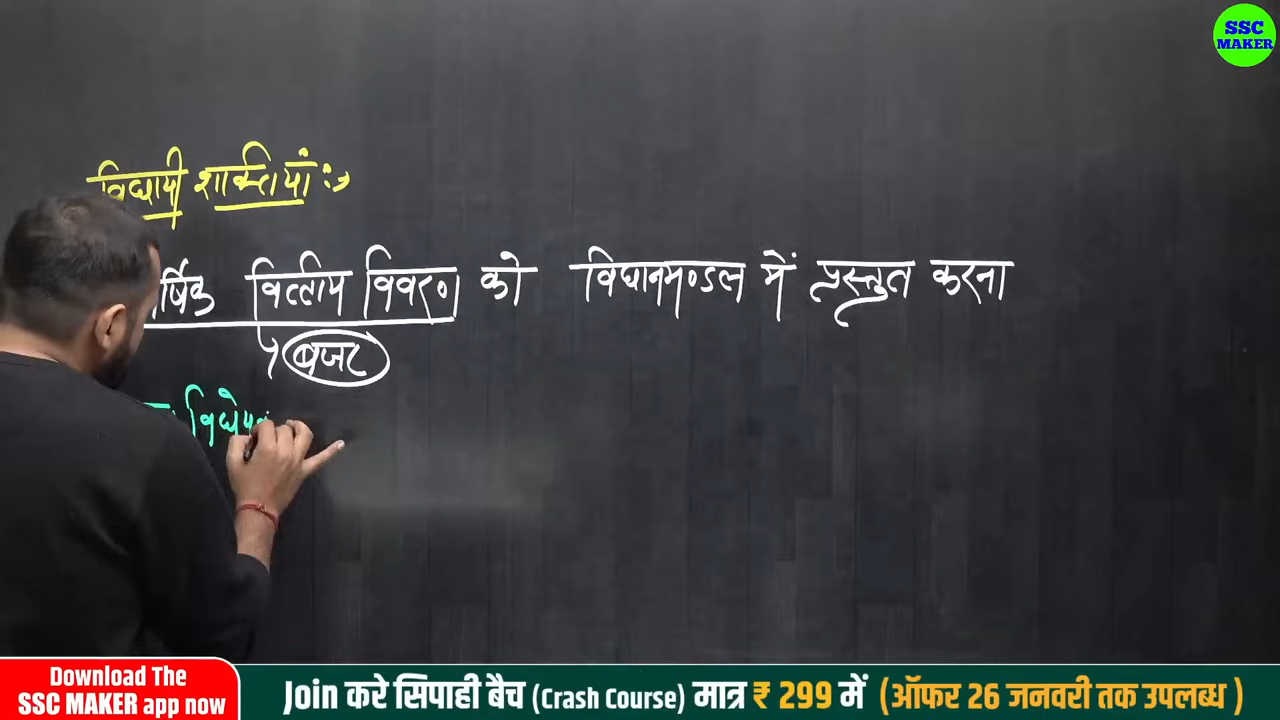 SSC
MAKER
विधायी शक्तियां :→
वित्तीय विवरण को विधानमण्डल में प्रस्तुत करना
↳ बजट
Download The
SSC MAKER app now
Join करे सिपाही बैच (Crash Course) मात्र ₹ 299 में (ऑफर 26 जनवरी तक उपलब्ध )